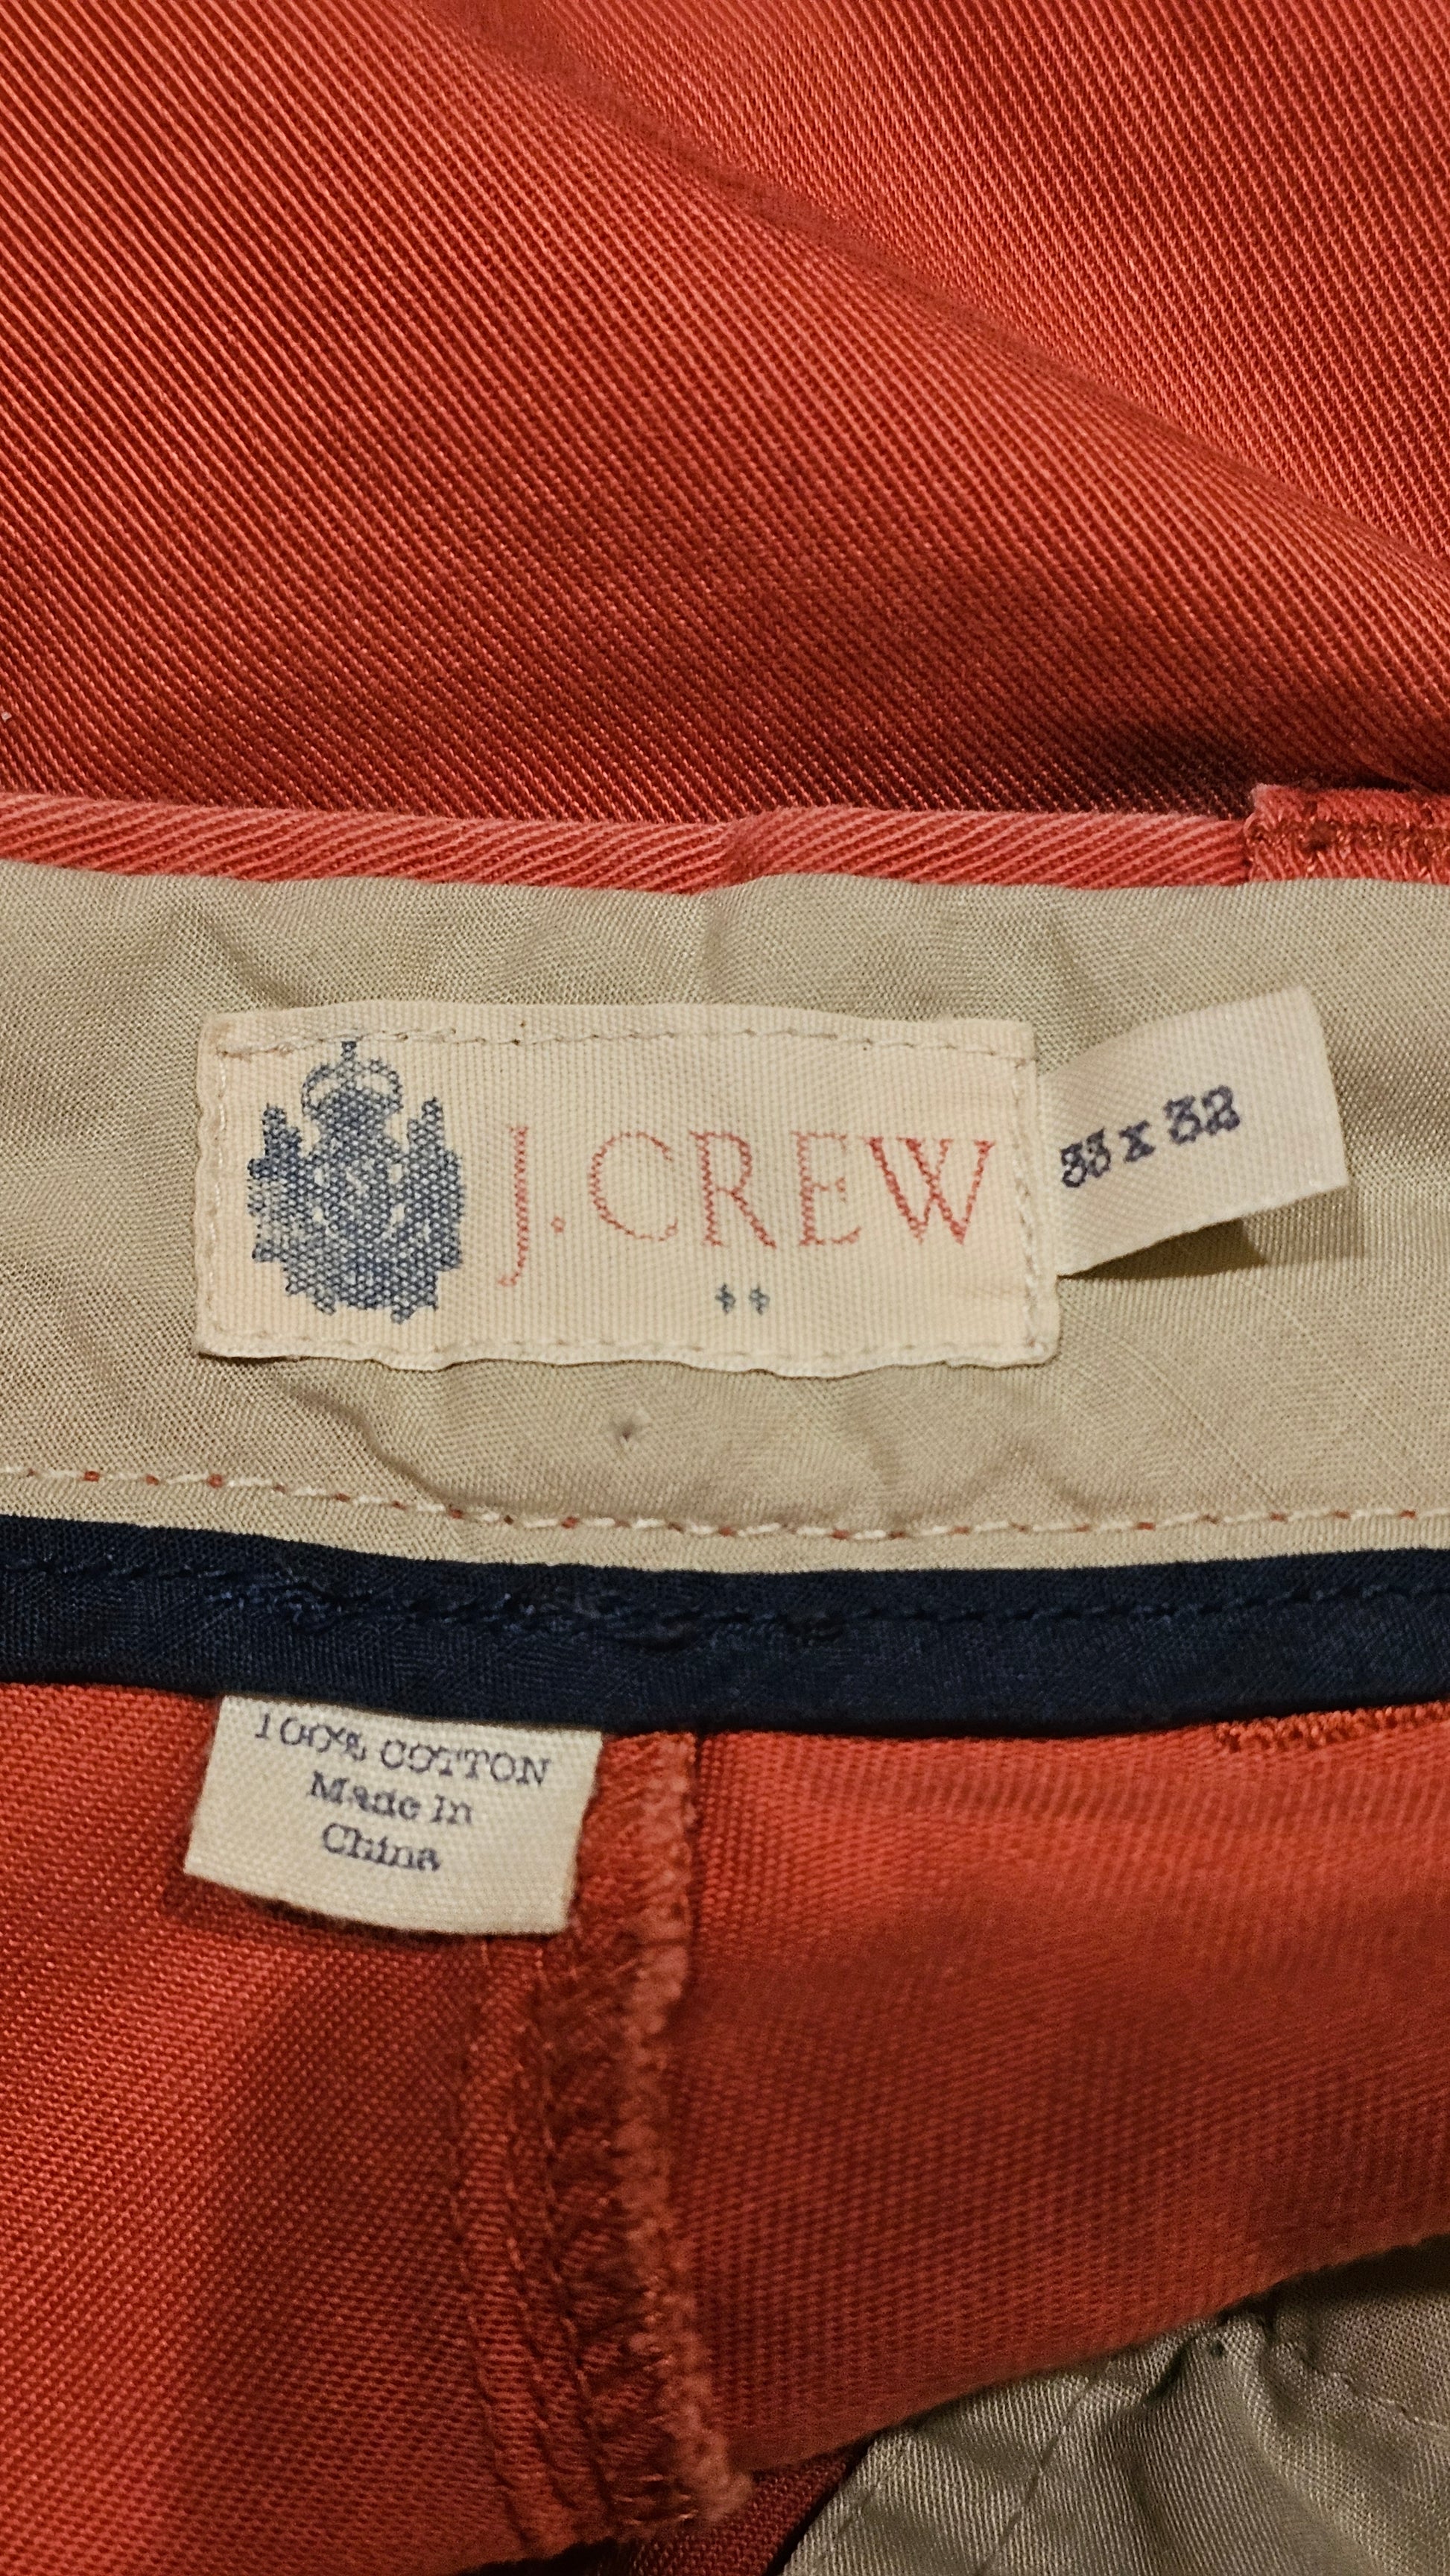 J.CREW
33 x 32
100% COTTON
Made In
China